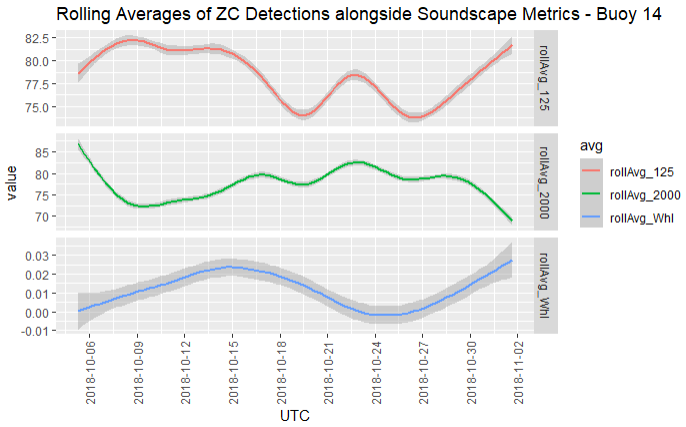 Rolling Averages of ZC Detections alongside Soundscape Metrics - Buoy 14
82.5
80.0
77.5
75.0
rollAvg_125
85
80
75
70
rollAvg_2000
0.03
0.02
0.01
0.00
-0.01
rollAvg_Whl
value
2018-10-06
2018-10-09
2018-10-12
2018-10-15
2018-10-18
2018-10-21
2018-10-24
2018-10-27
2018-10-30
2018-11-02
UTC
avg
rollAvg_125
rollAvg_2000
rollAvg_Whl